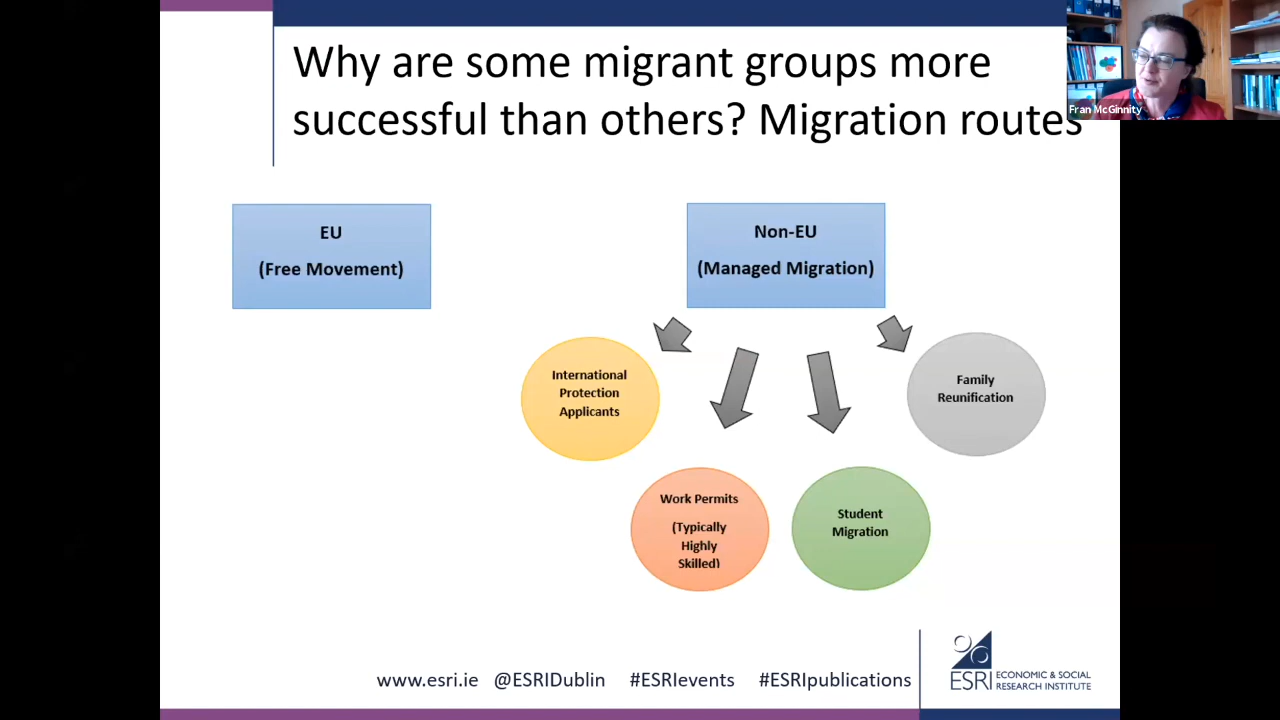 Why are some migrant groups more
successful than others? Migration routes
Fran McGinnity
EU
(Free Movement)
Non-EU
(Managed Migration)
International
Protection
Applicants
Family
Reunification
Work Permits
(Typically
Highly
Skilled)
Student
Migration
www.esri.ie @ESRIDublin #ESRIevents #ESRIpublications
ESRI
ECONOMIC & SOCIAL
RESEARCH INSTITUTE